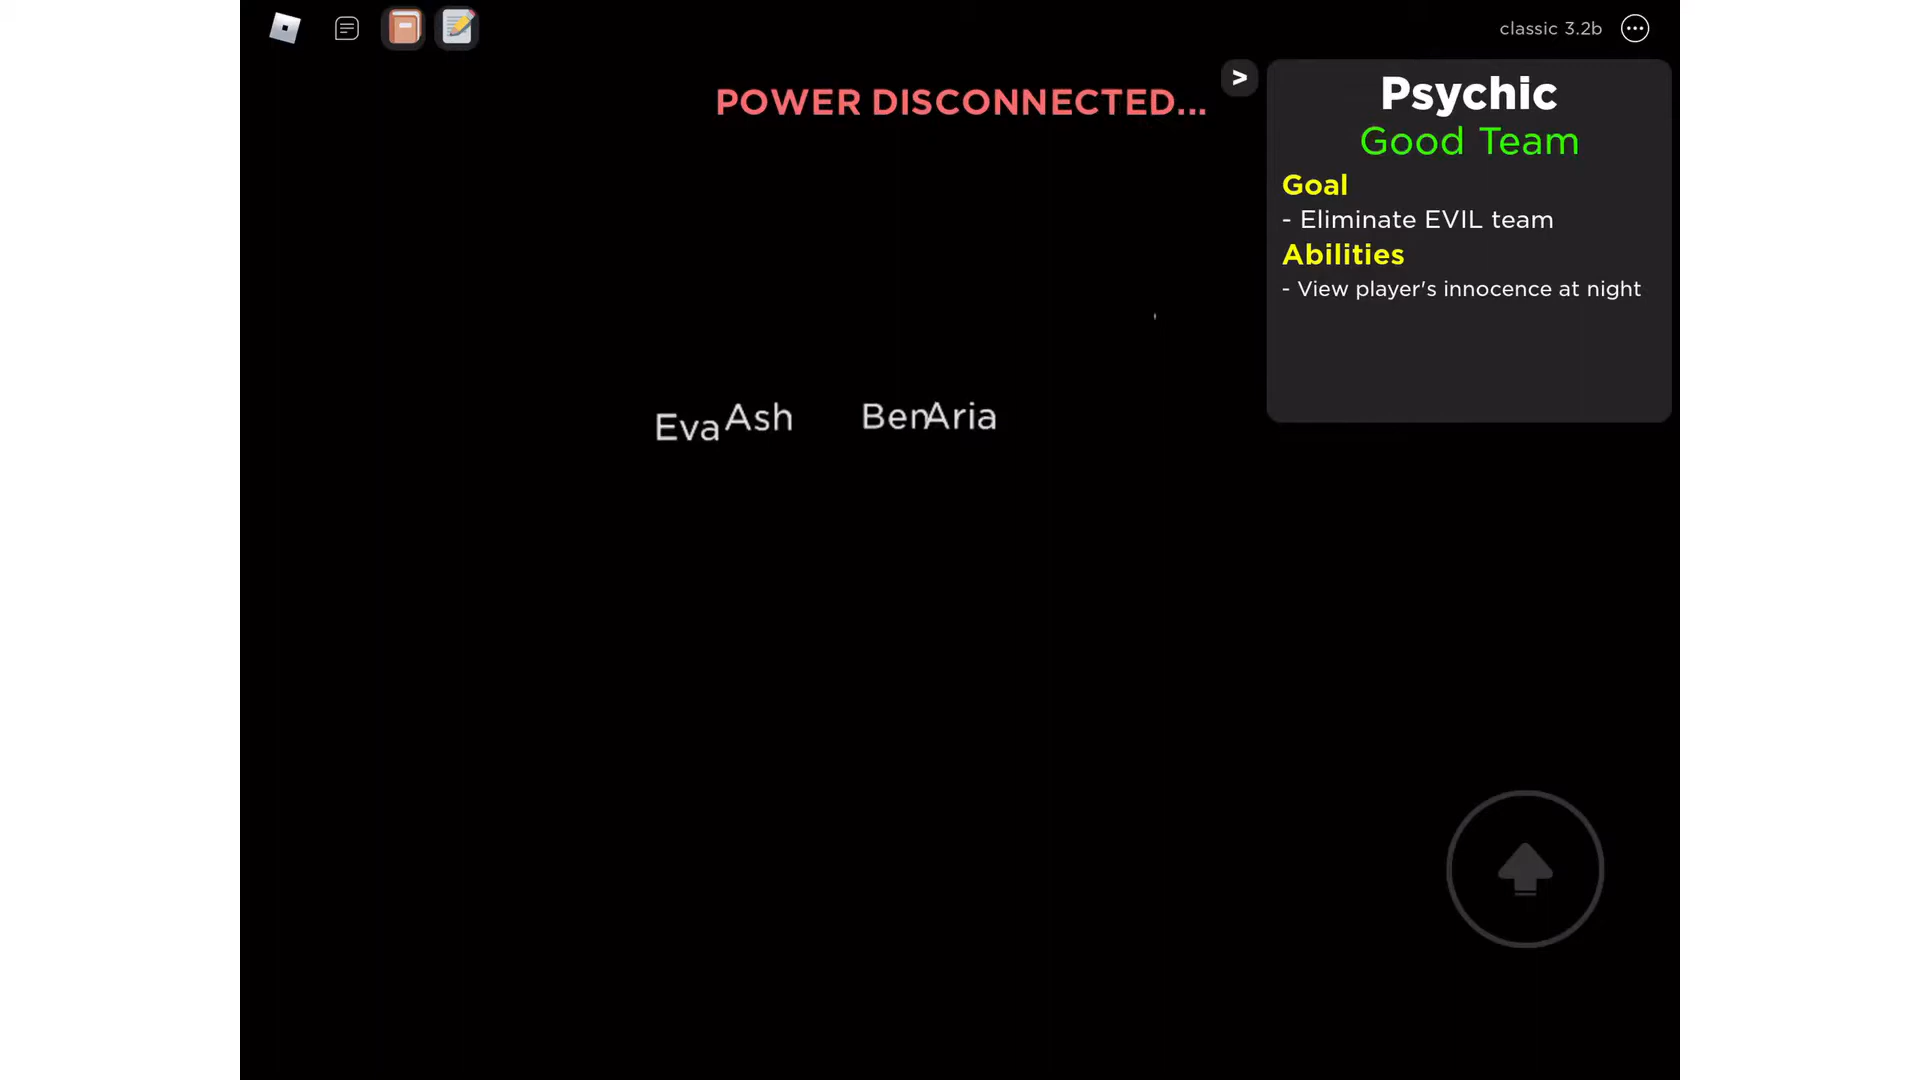 classic 3.2b
POWER DISCONNECTED...
>
Psychic
Good Team
Goal
- Eliminate EVIL team
Abilities
- View player's innocence at night
Eva Ash Ben Aria